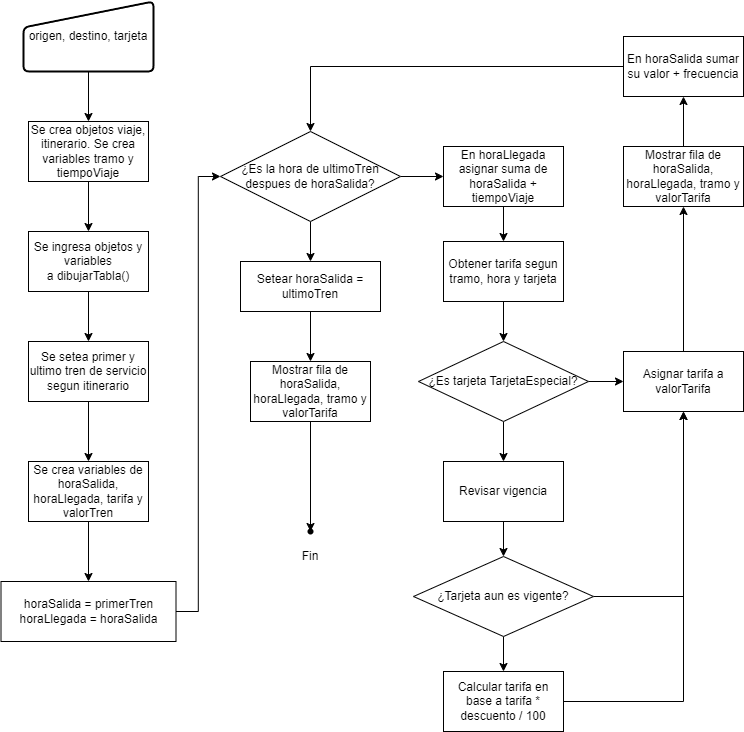 origen, destino, tarjeta
Se crea objetos viaje,
itinerario. Se crea
variables tramo y
tiempoViaje
Se ingresa objetos y
variables
a dibujarTabla()
Se setea primer y
ultimo tren de servicio
segun itinerario
Se crea variables de
horaSalida,
horaLlegada, tarifa y
valorTren
horaSalida = primerTren
horaLlegada = horaSalida
¿Es la hora de ultimoTren
despues de horaSalida?
Setear horaSalida =
ultimoTren
Mostrar fila de
horaSalida,
horaLlegada, tramo y
valorTarifa
Fin
En horaLlegada
asignar suma de
horaSalida +
tiempoViaje
Obtener tarifa segun
tramo, hora y tarjeta
¿Es tarjeta TarjetaEspecial?
Revisar vigencia
¿Tarjeta aun es vigente?
Calcular tarifa en
base a tarifa *
descuento / 100
En horaSalida sumar
su valor + frecuencia
Mostrar fila de
horaSalida,
horaLlegada, tramo y
valorTarifa
Asignar tarifa a
valorTarifa